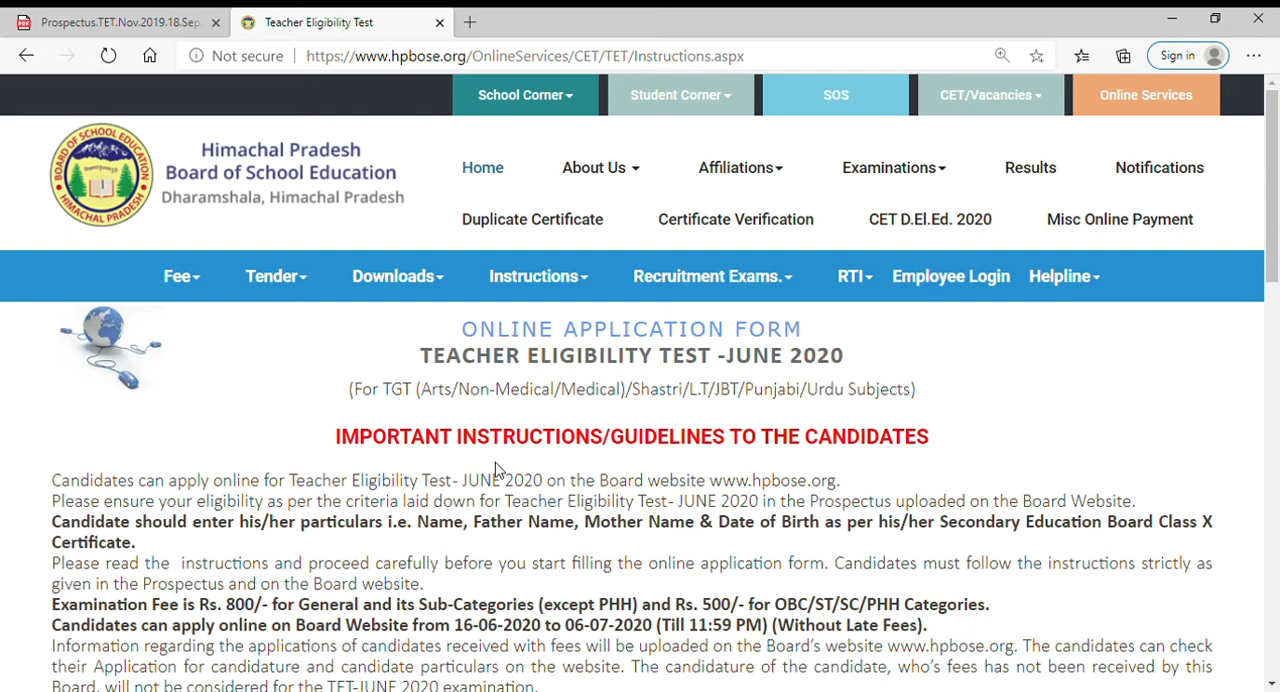 Prospectus.TET.Nov.2019.18.Sep
Teacher Eligibility Test
Not secure
https://www.hpbose.org/OnlineServices/CET/TET/Instructions.aspx
Sign in
School Corner
Student Corner
SOS
CET/Vacancies
Online Services
BOARD OF SCHOOL EDUCATION
HIMACHAL PRADESH
Himachal Pradesh
Board of School Education
Dharamshala, Himachal Pradesh
Home
About Us
Affiliations
Examinations
Results
Notifications
Duplicate Certificate
Certificate Verification
CET D.El.Ed. 2020
Misc Online Payment
Fee
Tender
Downloads
Instructions
Recruitment Exams.
RTI
Employee Login
Helpline
ONLINE APPLICATION FORM
TEACHER ELIGIBILITY TEST -JUNE 2020
(For TGT (Arts/Non-Medical/Medical)/Shastri/L.T/JBT/Punjabi/Urdu Subjects)
IMPORTANT INSTRUCTIONS/GUIDELINES TO THE CANDIDATES
Candidates can apply online for Teacher Eligibility Test- JUNE 2020 on the Board website www.hpbose.org.
Please ensure your eligibility as per the criteria laid down for Teacher Eligibility Test- JUNE 2020 in the Prospectus uploaded on the Board Website.
Candidate should enter his/her particulars i.e. Name, Father Name, Mother Name & Date of Birth as per his/her Secondary Education Board Class X
Certificate.
Please read the instructions and proceed carefully before you start filling the online application form. Candidates must follow the instructions strictly as
given in the Prospectus and on the Board website.
Examination Fee is Rs. 800/- for General and its Sub-Categories (except PHH) and Rs. 500/- for OBC/ST/SC/PHH Categories.
Candidates can apply online on Board Website from 16-06-2020 to 06-07-2020 (Till 11:59 PM) (Without Late Fees).
Information regarding the applications of candidates received with fees will be uploaded on the Board's website www.hpbose.org. The candidates can check
their Application for candidature and candidate particulars on the website. The candidature of the candidate, who's fees has not been received by this
Board, will not be considered for the TET-JUNE 2020 examination.